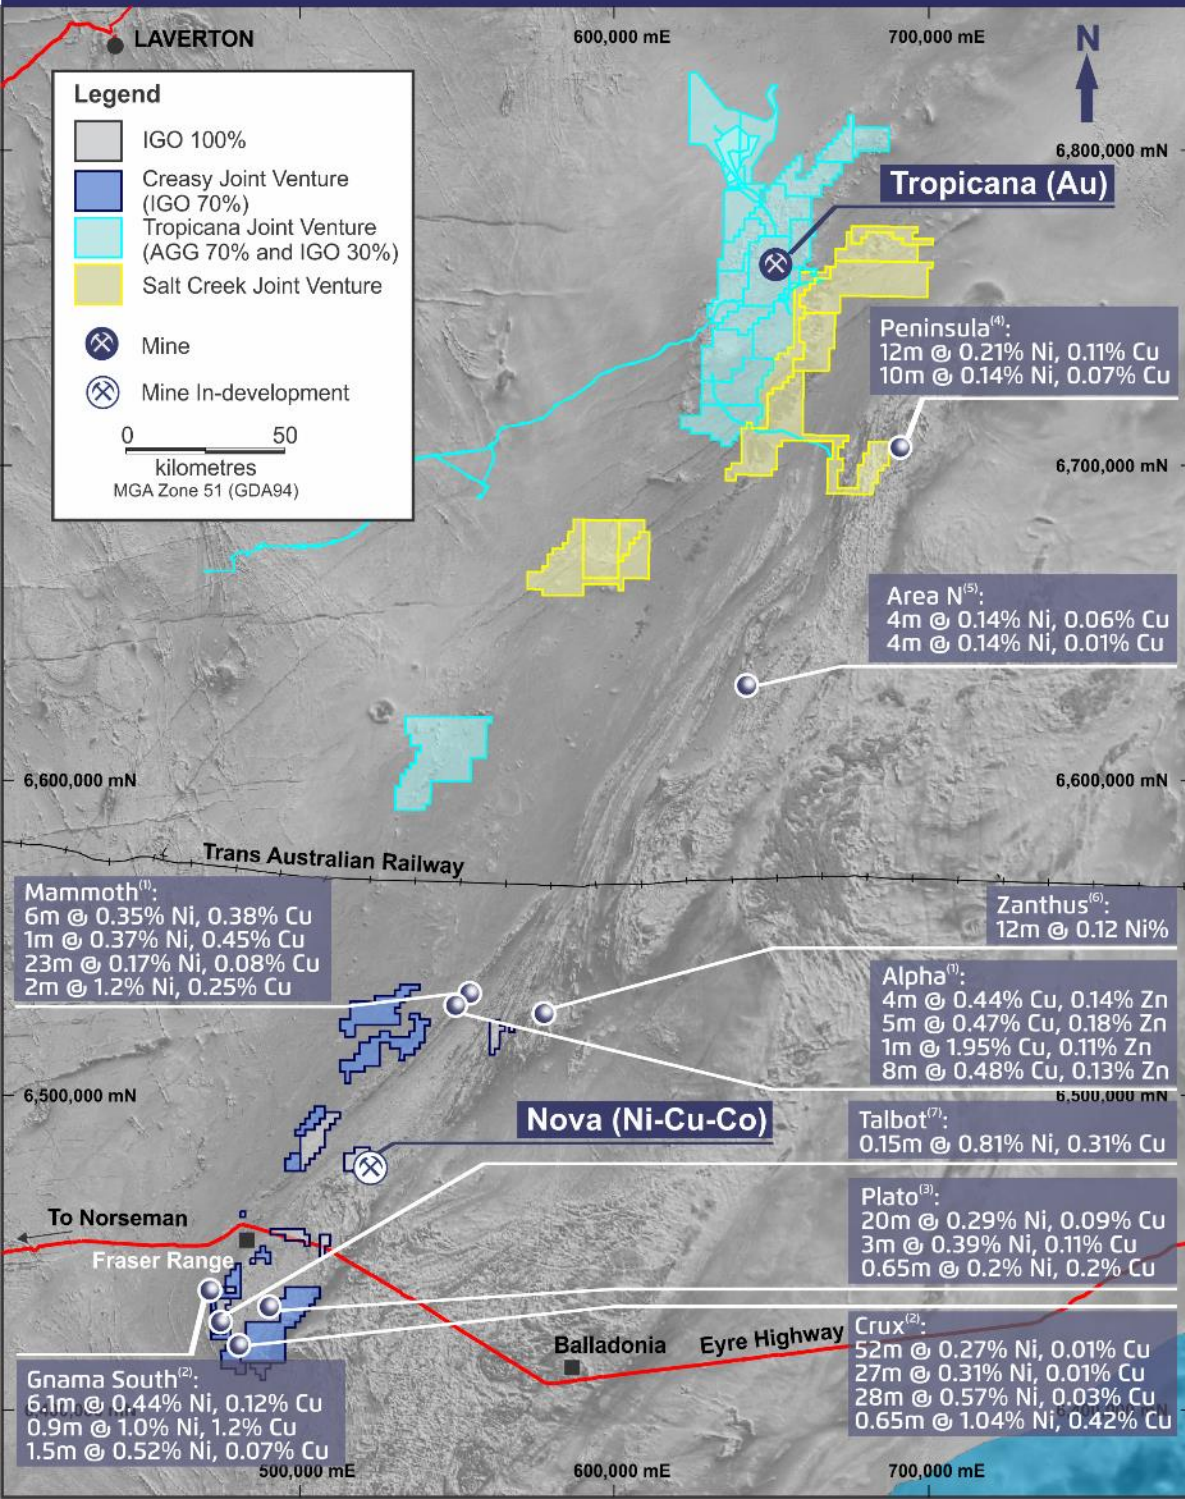 LAVERTON
600,000 mE
700,000 mE
N
Legend
IGO 100%
Creasy Joint Venture
(IGO 70%)
Tropicana Joint Venture
(AGG 70% and IGO 30%)
Salt Creek Joint Venture
Mine
Mine In-development
0 50
kilometres
MGA Zone 51 (GDA94)
6,800,000 mN
Tropicana (Au)
Peninsula(4):
12m @ 0.21% Ni, 0.11% Cu
10m @ 0.14% Ni, 0.07% Cu
6,700,000 mN
Area N(5):
4m @ 0.14% Ni, 0.06% Cu
4m @ 0.14% Ni, 0.01% Cu
6,600,000 mN
6,600,000 mN
Trans Australian Railway
Mammoth(1):
6m @ 0.35% Ni, 0.38% Cu
1m @ 0.37% Ni, 0.45% Cu
23m @ 0.17% Ni, 0.08% Cu
2m @ 1.2% Ni, 0.25% Cu
Zanthus(6):
12m @ 0.12 Ni%
Alpha(1):
4m @ 0.44% Cu, 0.14% Zn
5m @ 0.47% Cu, 0.18% Zn
1m @ 1.95% Cu, 0.11% Zn
8m @ 0.48% Cu, 0.13% Zn
6,500,000 mN
6,500,000 mN
Nova (Ni-Cu-Co)
Talbot(7):
0.15m @ 0.81% Ni, 0.31% Cu
Plato(3):
20m @ 0.29% Ni, 0.09% Cu
3m @ 0.39% Ni, 0.11% Cu
0.65m @ 0.2% Ni, 0.2% Cu
To Norseman
Fraser Range
Balladonia
Eyre Highway
Crux(2):
52m @ 0.27% Ni, 0.01% Cu
27m @ 0.31% Ni, 0.01% Cu
28m @ 0.57% Ni, 0.03% Cu
0.65m @ 1.04% Ni, 0.42% Cu
Gnama South(2):
6.1m @ 0.44% Ni, 0.12% Cu
0.9m @ 1.0% Ni, 1.2% Cu
1.5m @ 0.52% Ni, 0.07% Cu
500,000 mE
600,000 mE
700,000 mE